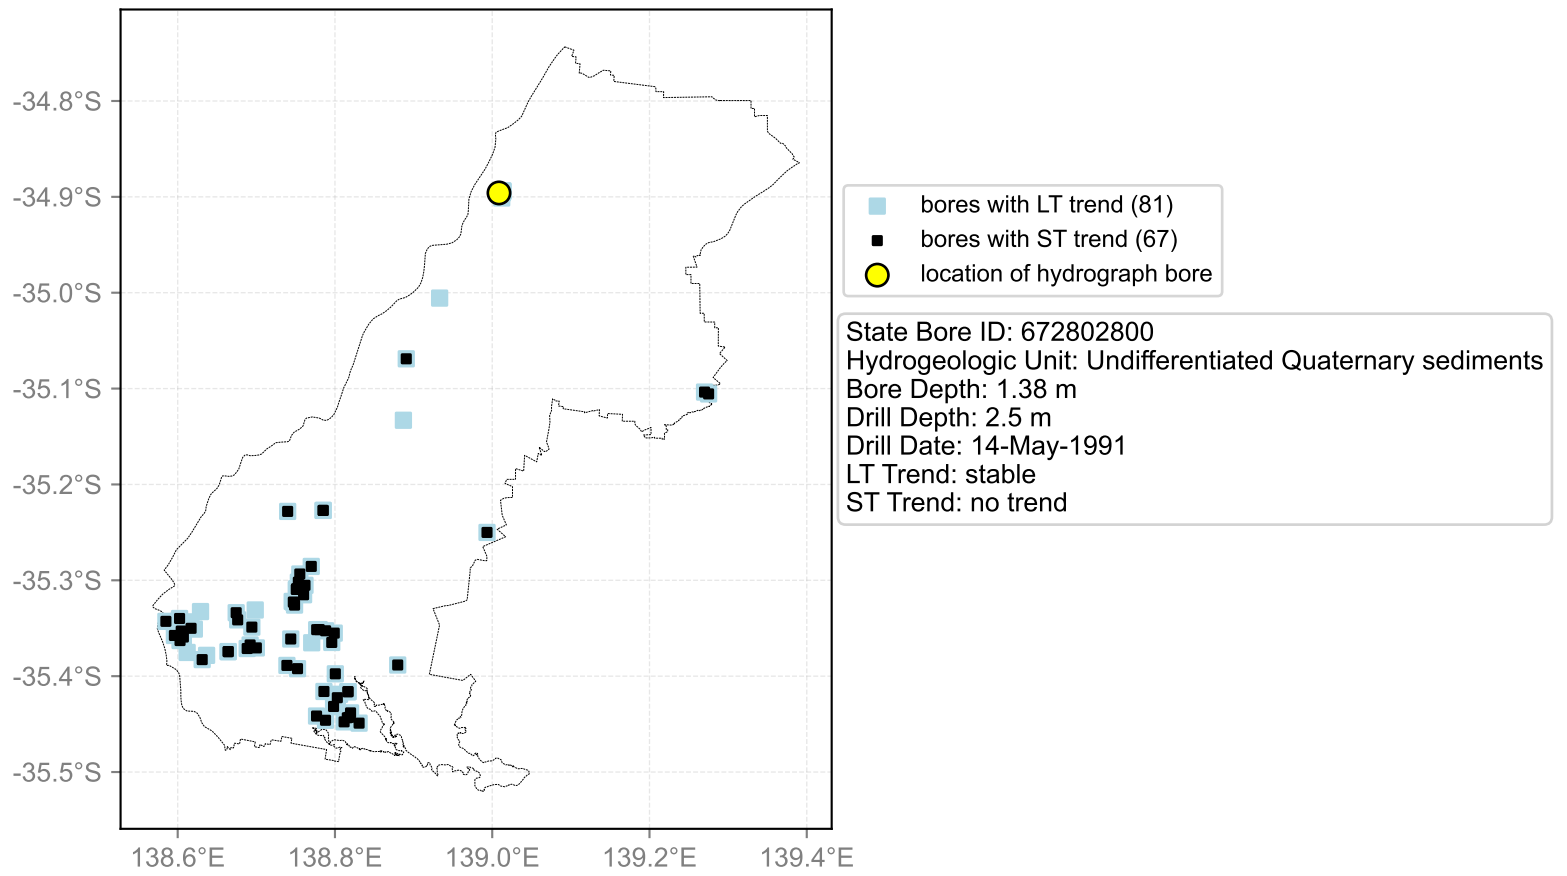 -34.8°S
-34.9°S
-35.0°S
-35.1°S
-35.2°S
-35.3°S
-35.4°S
-35.5°S
138.6°E 138.8°E 139.0°E 139.2°E 139.4°E
bores with LT trend (81)
bores with ST trend (67)
location of hydrograph bore
State Bore ID: 672802800
Hydrogeologic Unit: Undifferentiated Quaternary sediments
Bore Depth: 1.38 m
Drill Depth: 2.5 m
Drill Date: 14-May-1991
LT Trend: stable
ST Trend: no trend